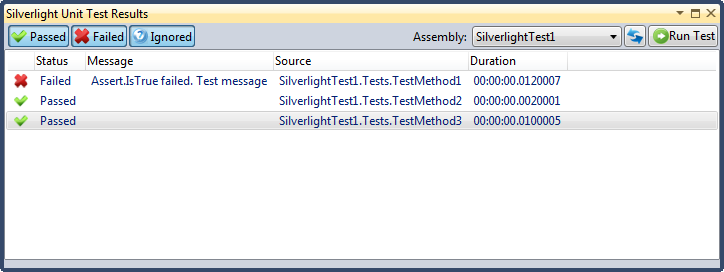 Silverlight Unit Test Results
Passed Failed Ignored Assembly: SilverlightTest1 Run Test
Status Message Source Duration
Failed Assert.IsTrue failed. Test message SilverlightTest1.Tests.TestMethod1 00:00:00.0120007
Passed SilverlightTest1.Tests.TestMethod2 00:00:00.0020001
Passed SilverlightTest1.Tests.TestMethod3 00:00:00.0100005